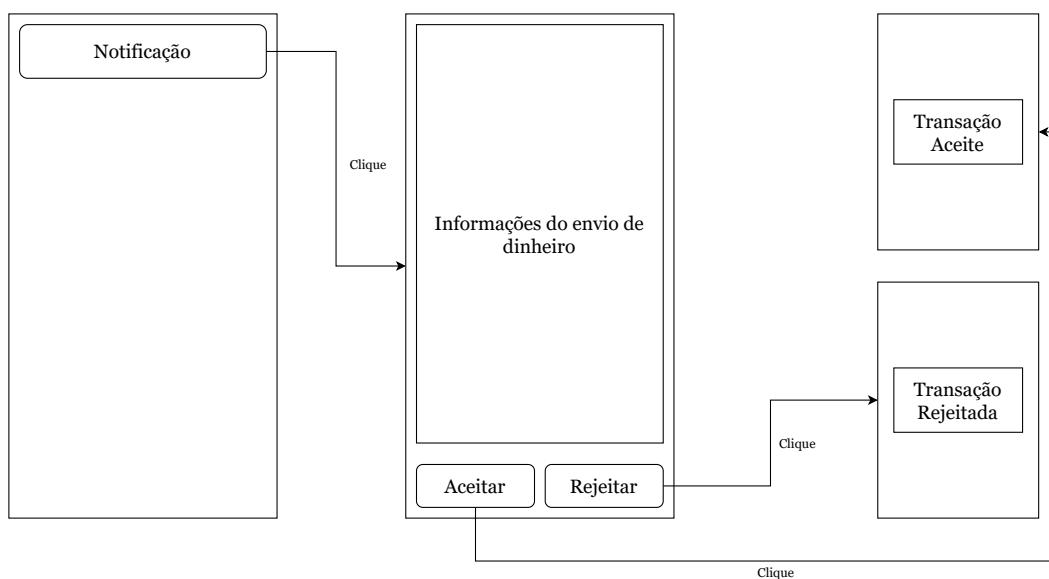 Notificação
Clique
Informações do envio de
dinheiro
Aceitar
Rejeitar
Clique
Transação
Aceite
Transação
Rejeitada
Clique